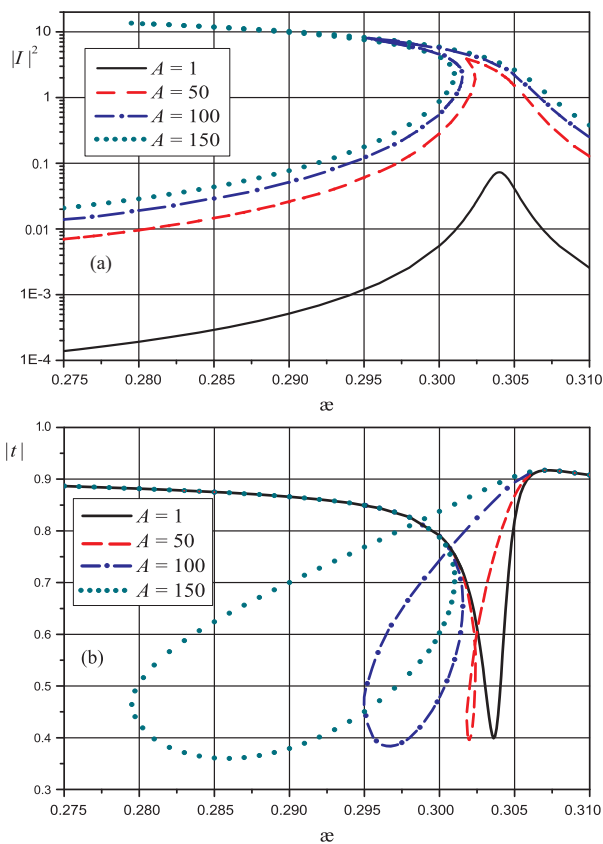 |I|²
10
1
0.1
0.01
1E-3
1E-4
A = 1
A = 50
A = 100
A = 150
(a)
0.275 0.280 0.285 0.290 0.295 0.300 0.305 0.310
æ
|t|
1.0
0.9
0.8
0.7
0.6
0.5
0.4
0.3
A = 1
A = 50
A = 100
A = 150
(b)
0.275 0.280 0.285 0.290 0.295 0.300 0.305 0.310
æ